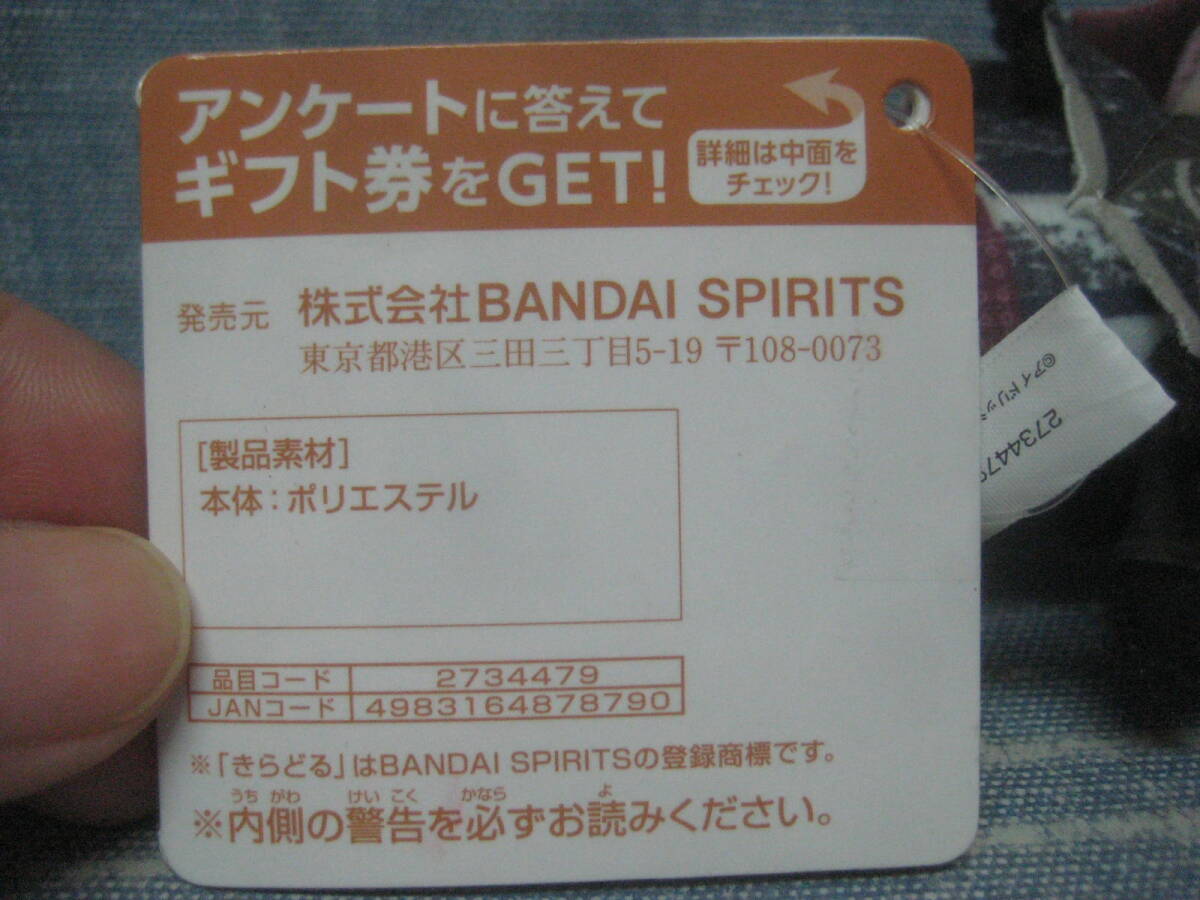 アンケートに答えて
ギフト券をGET!
詳細は中面を
チェック!
発売元 株式会社BANDAI SPIRITS
東京都港区三田三丁目5-19 〒108-0073
[製品素材]
本体:ポリエステル
品目コード 2734479
JANコード 4983164878790
※「きらどる」はBANDAI SPIRITSの登録商標です。
うち がわ けい こく かなら よ
※内側の警告を必ずお読みください。
©アイドリッ
2734479